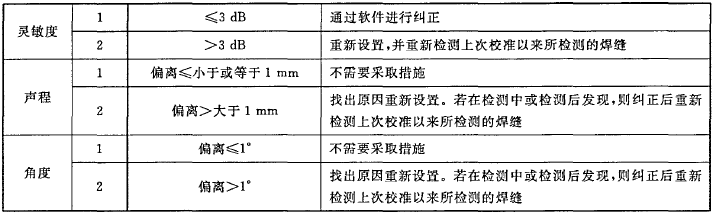 灵敏度 1 ≤3 dB 通过软件进行纠正
2 >3 dB 重新设置,并重新检测上次校准以来所检测的焊缝
声程 1 偏离≤小于或等于 1 mm 不需要采取措施
2 偏离>大于 1 mm 找出原因重新设置。若在检测中或检测后发现,则纠正后重新
检测上次校准以来所检测的焊缝
角度 1 偏离≤1° 不需要采取措施
2 偏离>1° 找出原因重新设置。若在检测中或检测后发现,则纠正后重新
检测上次校准以来所检测的焊缝